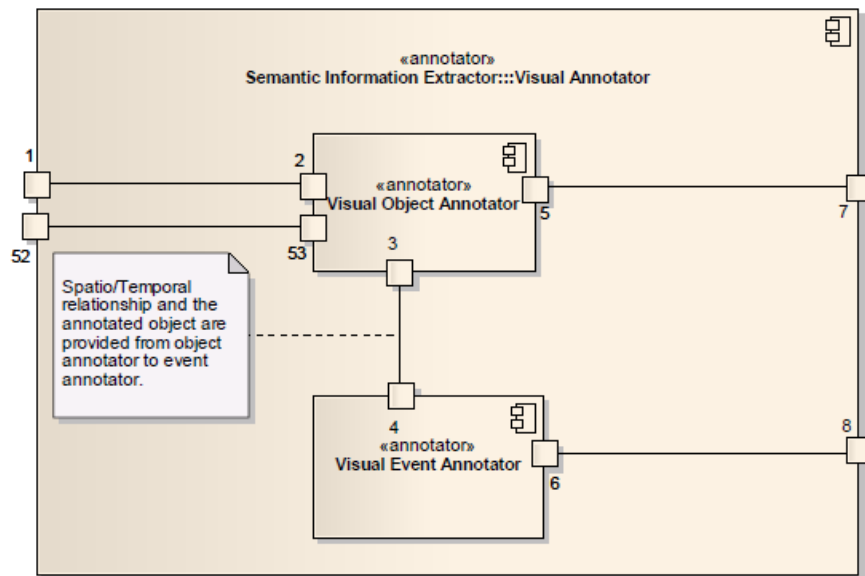 «annotator»
Semantic Information Extractor:::Visual Annotator
1
2
«annotator»
Visual Object Annotator
5
7
52
53
3
Spatio/Temporal
relationship and the
annotated object are
provided from object
annotator to event
annotator.
4
«annotator»
Visual Event Annotator
6
8